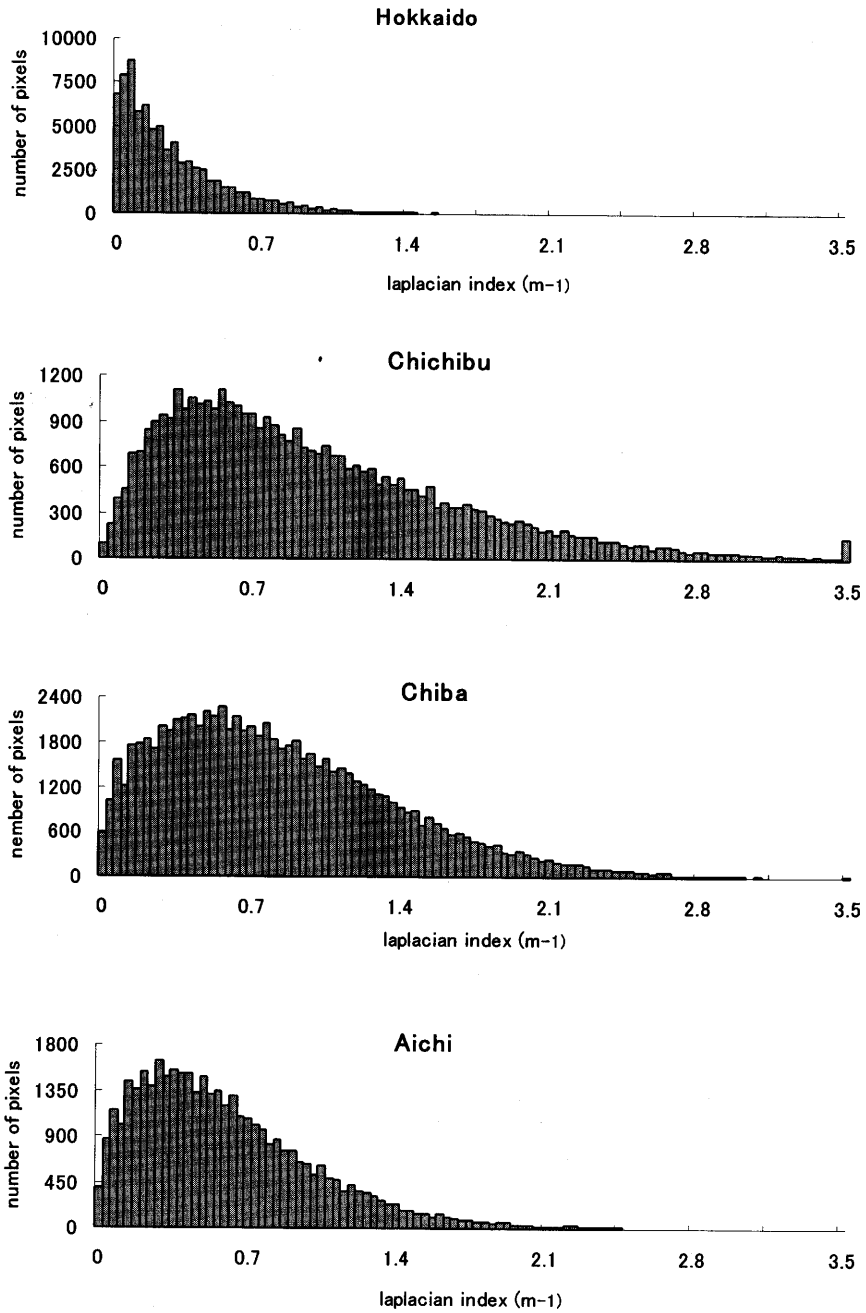 Hokkaido
10000
7500
5000
2500
0
number of pixels
0 0.7 1.4 2.1 2.8 3.5
laplacian index (m-1)
Chichibu
1200
900
600
300
0
number of pixels
0 0.7 1.4 2.1 2.8 3.5
Chiba
2400
1800
1200
600
0
nember of pixels
0 0.7 1.4 2.1 2.8 3.5
laplacian index (m-1)
Aichi
1800
1350
900
450
0
number of pixels
0 0.7 1.4 2.1 2.8 3.5
laplacian index (m-1)